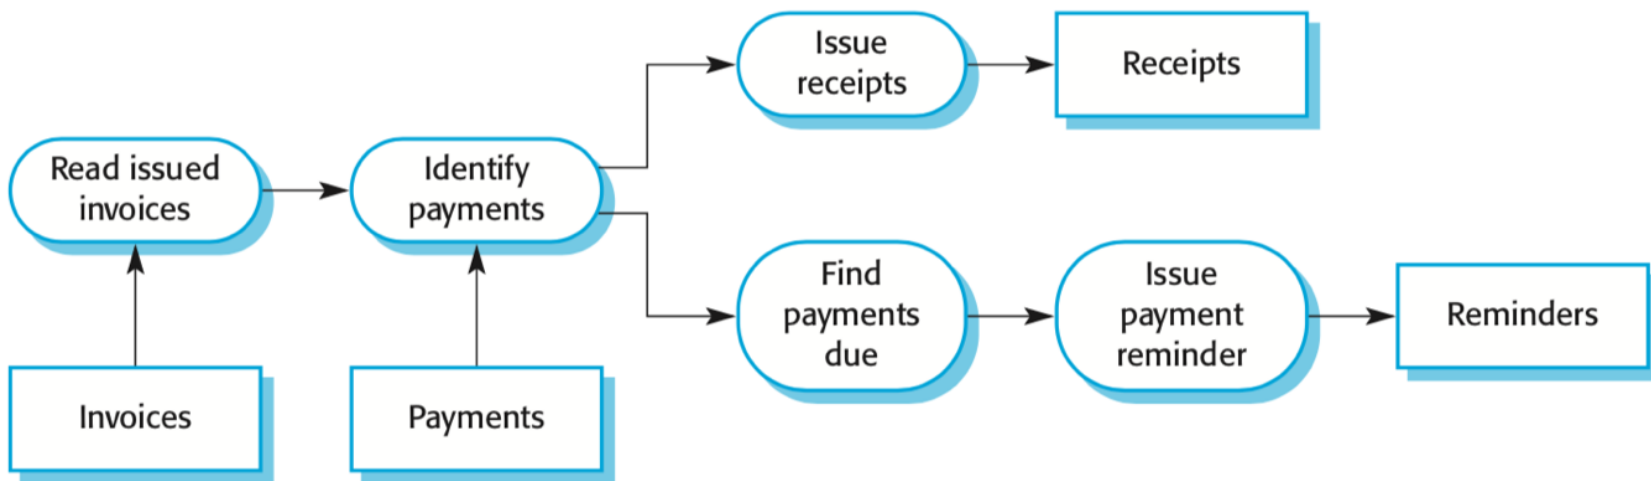 Issue
receipts
Receipts
Read issued
invoices
Identify
payments
Find
payments
due
Issue
payment
reminder
Reminders
Invoices
Payments